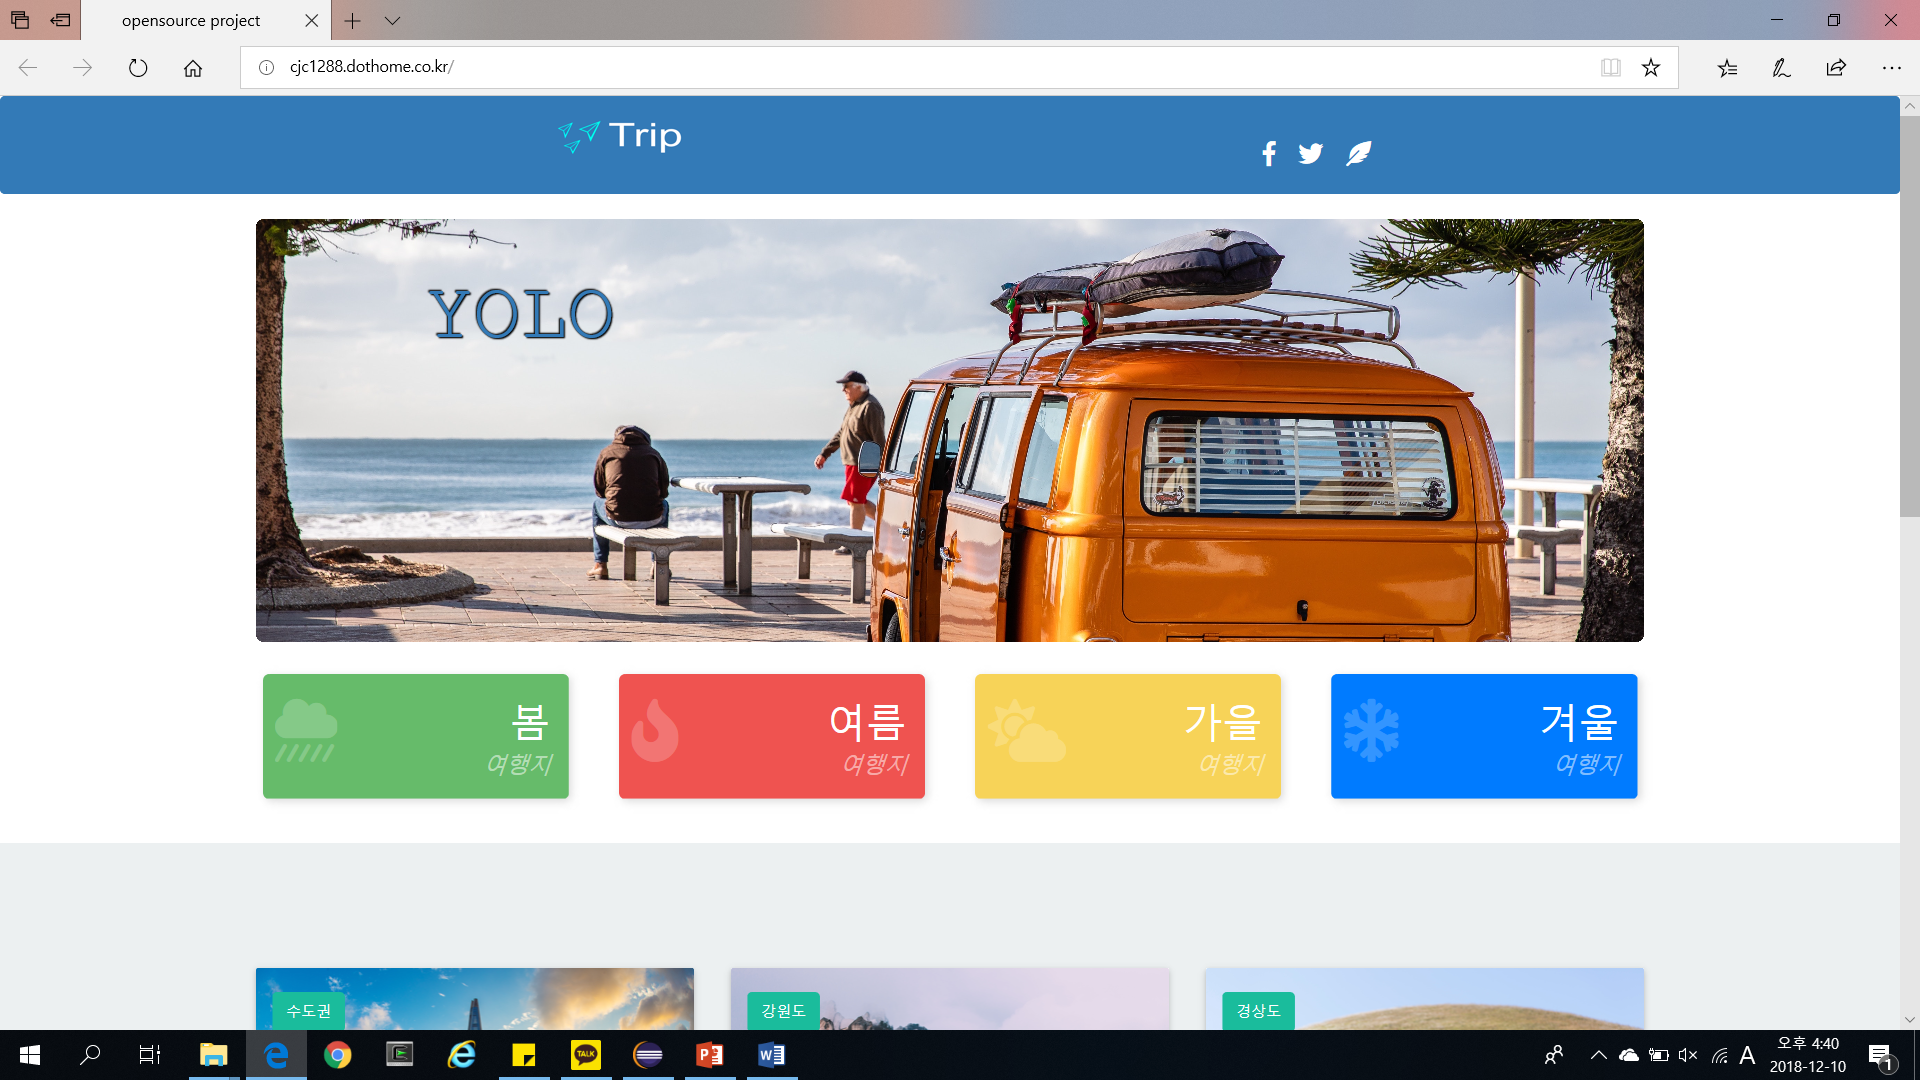 opensource project
cjc1288.dothome.co.kr/
Trip
YOLO
봄
여행지
여름
여행지
가을
여행지
겨울
여행지
수도권
강원도
경상도
TALK
A
오후 4:40
2018-12-10
1